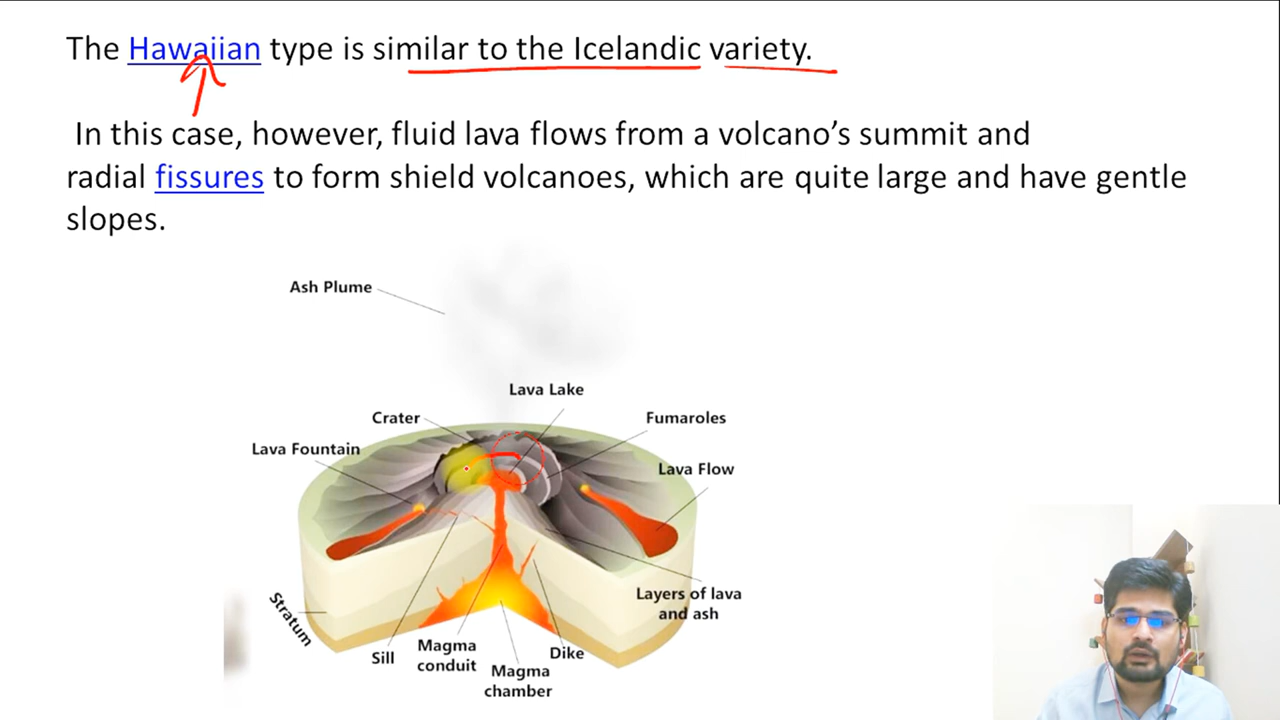 The Hawaiian type is similar to the Icelandic variety.
In this case, however, fluid lava flows from a volcano’s summit and
radial fissures to form shield volcanoes, which are quite large and have gentle
slopes.
Ash Plume
Lava Lake
Crater
Fumaroles
Lava Fountain
Lava Flow
Layers of lava
and ash
Stratum
Sill
Magma
conduit
Magma
chamber
Dike